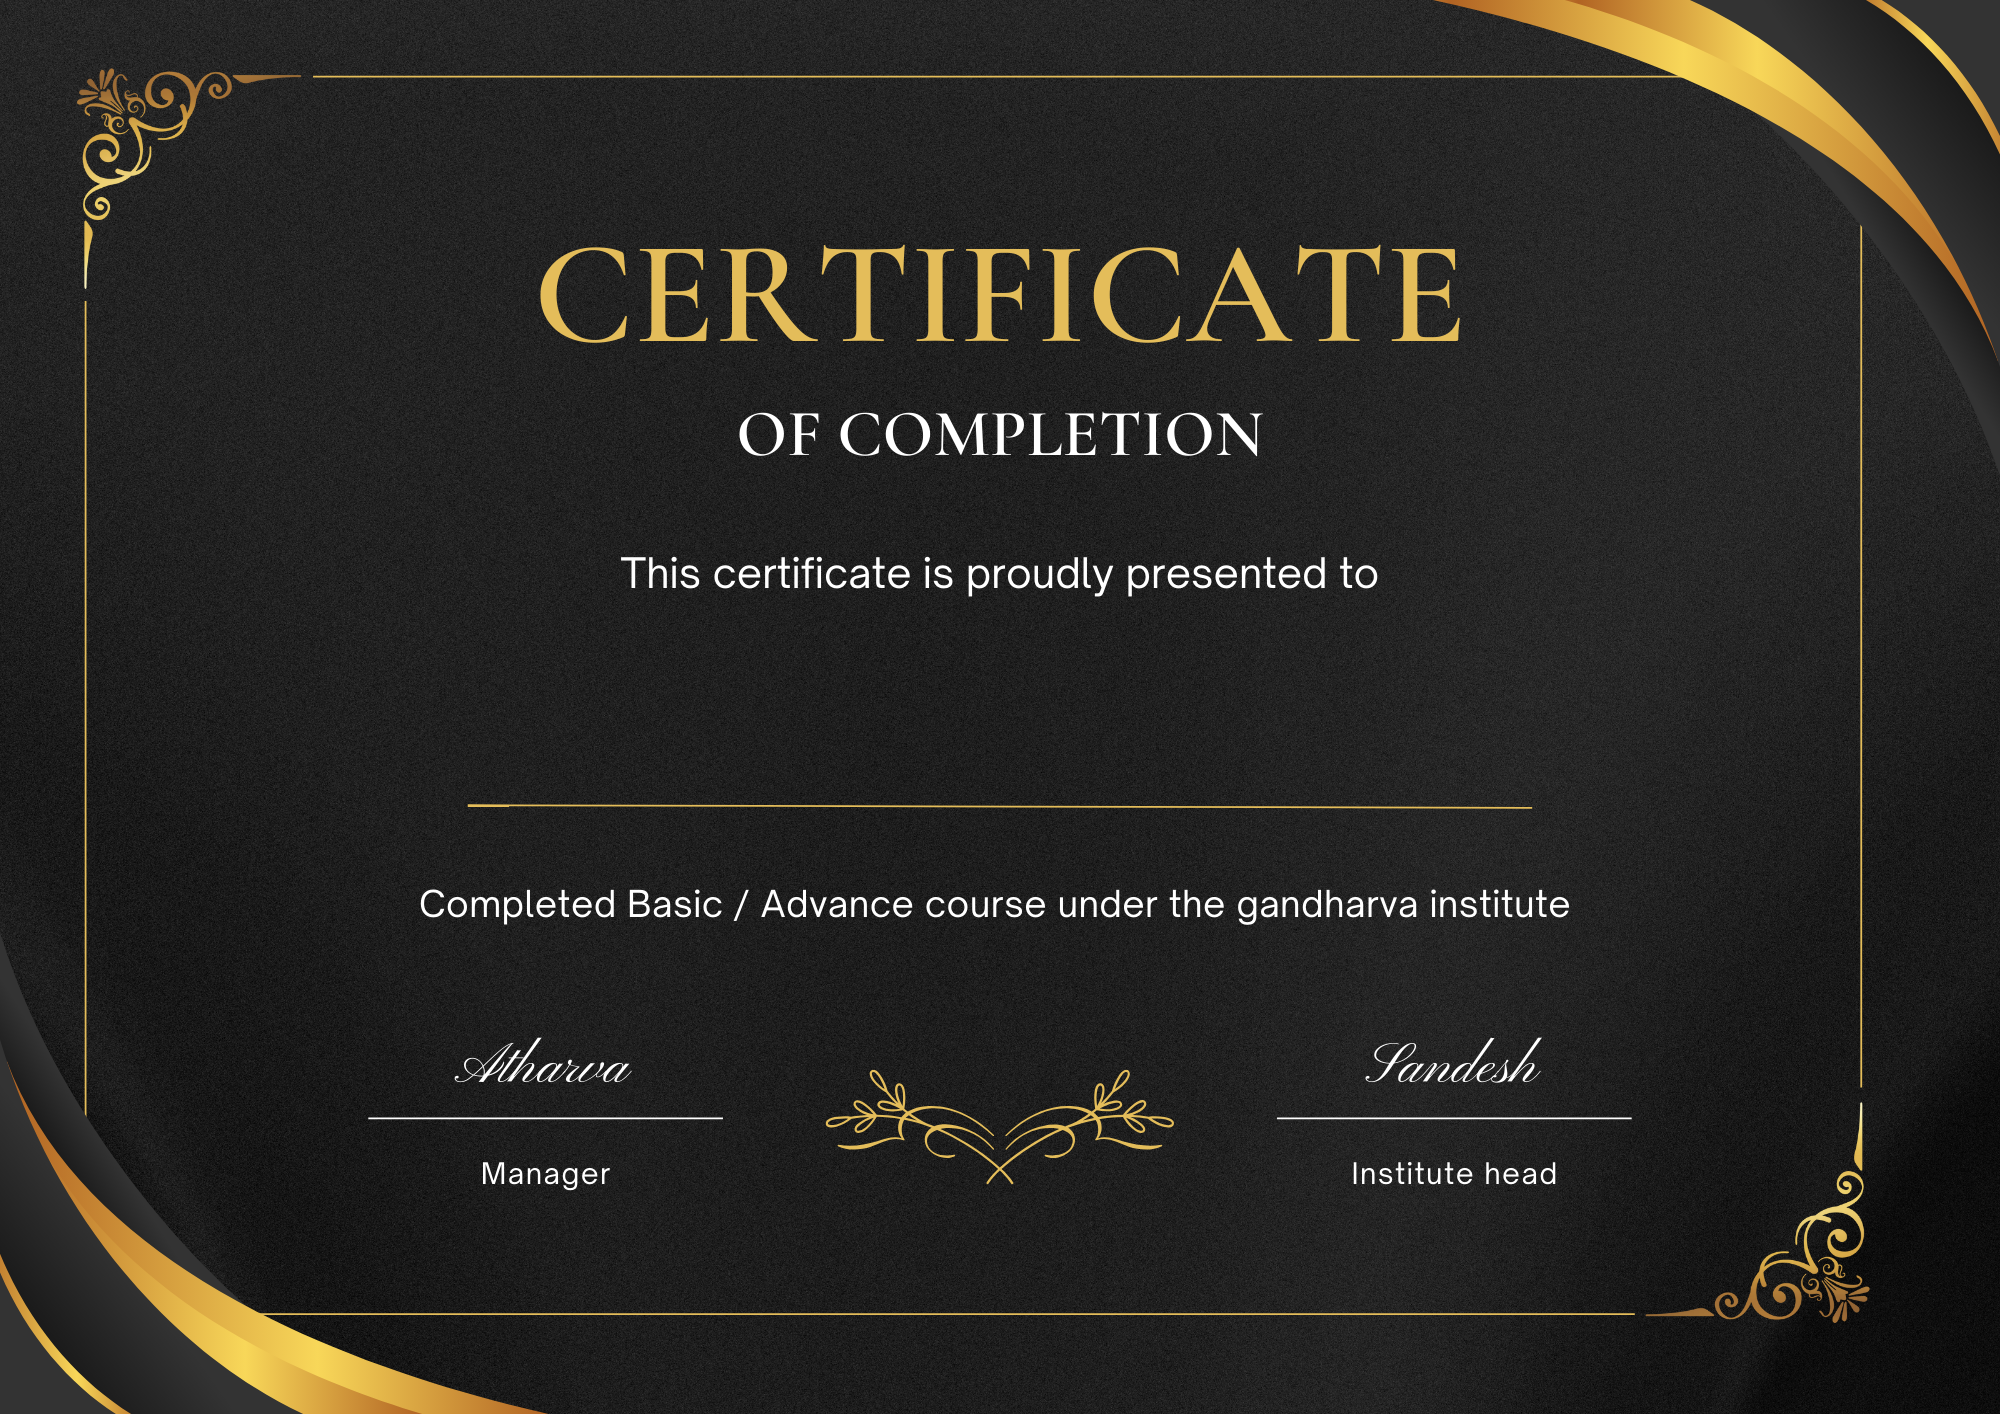 CERTIFICATE
OF COMPLETION
This certificate is proudly presented to
Completed Basic / Advance course under the gandharva institute
Atharva
Sandesh
Manager
Institute head